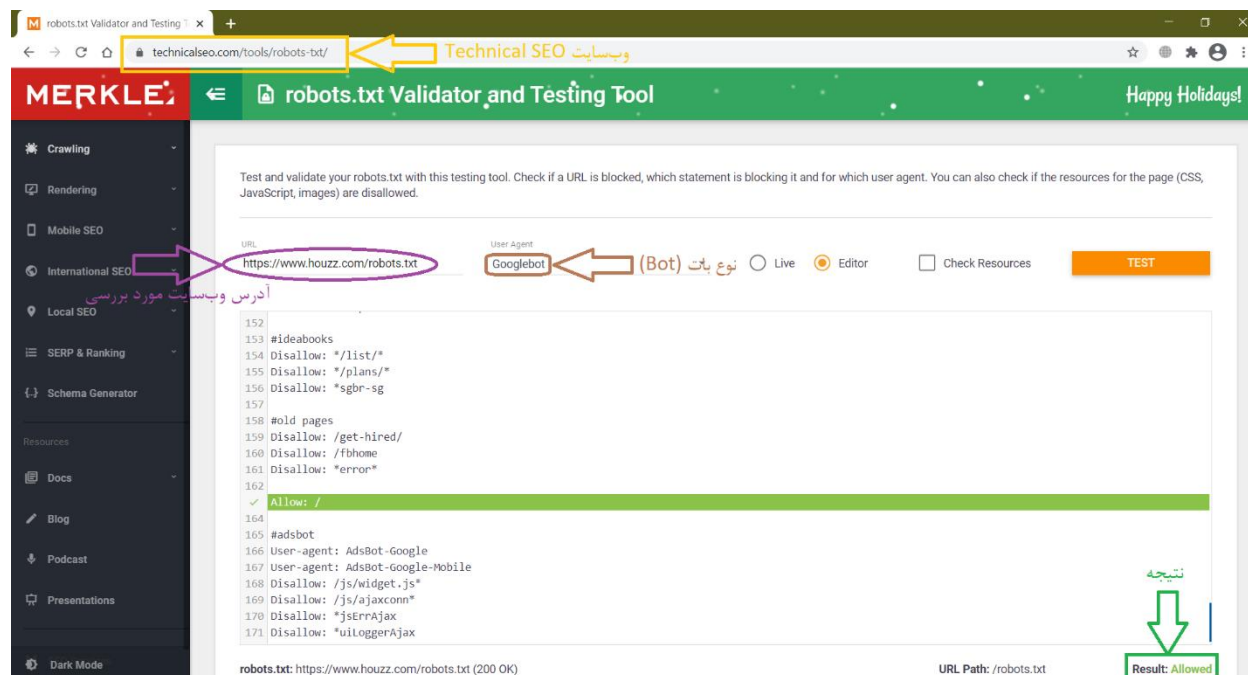 robots.txt Validator and Testing T
technicalseo.com/tools/robots-txt/
وب‌سایت Technical SEO
MERKLE
robots.txt Validator and Testing Tool
Happy Holidays!
Crawling
Rendering
Mobile SEO
International SEO
Local SEO
SERP & Ranking
Schema Generator
Resources
Docs
Blog
Podcast
Presentations
Dark Mode
Test and validate your robots.txt with this testing tool. Check if a URL is blocked, which statement is blocking it and for which user agent. You can also check if the resources for the page (CSS,
JavaScript, images) are disallowed.
URL
https://www.houzz.com/robots.txt
User Agent
Googlebot
نوع بات (Bot)
Live
Editor
Check Resources
TEST
آدرس وب‌سایت مورد بررسی
152
153 #ideabooks
154 Disallow: */list/*
155 Disallow: */plans/*
156 Disallow: *sgbr-sg
157
158 #old pages
159 Disallow: /get-hired/
160 Disallow: /fbhome
161 Disallow: *error*
162
Allow: /
164
165 #adsbot
166 User-agent: AdsBot-Google
167 User-agent: AdsBot-Google-Mobile
168 Disallow: /js/widget.js*
169 Disallow: /js/ajaxconn*
170 Disallow: *jsErrAjax
171 Disallow: *uiLoggerAjax
نتیجه
robots.txt: https://www.houzz.com/robots.txt (200 OK)
URL Path: /robots.txt
Result: Allowed